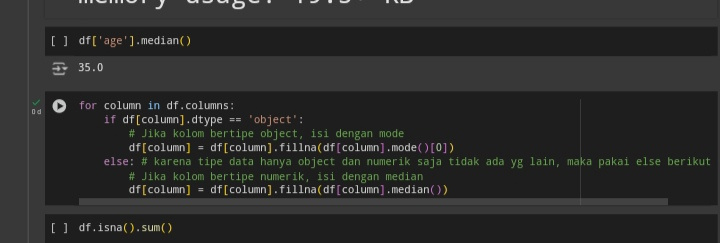 memory usage: 19.3+ KB
[ ] df['age'].median()
35.0
0 d
for column in df.columns:
if df[column].dtype == 'object':
# Jika kolom bertipe object, isi dengan mode
df[column] = df[column].fillna(df[column].mode()[0])
else: # karena tipe data hanya object dan numerik saja tidak ada yg lain, maka pakai else berikut
# Jika kolom bertipe numerik, isi dengan median
df[column] = df[column].fillna(df[column].median())
[ ] df.isna().sum()